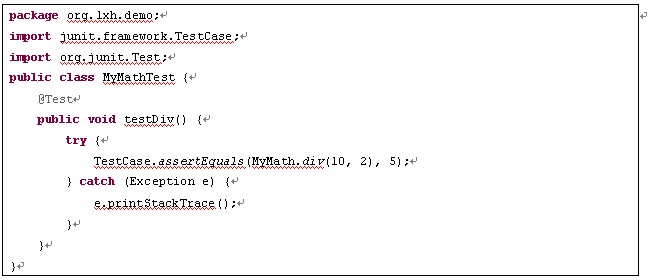 package org.lxh.demo;
import junit.framework.TestCase;
import org.junit.Test;
public class MyMathTest {
    @Test
    public void testDiv() {
        try {
            TestCase.assertEquals(MyMath.div(10, 2), 5);
        } catch (Exception e) {
            e.printStackTrace();
        }
    }
}